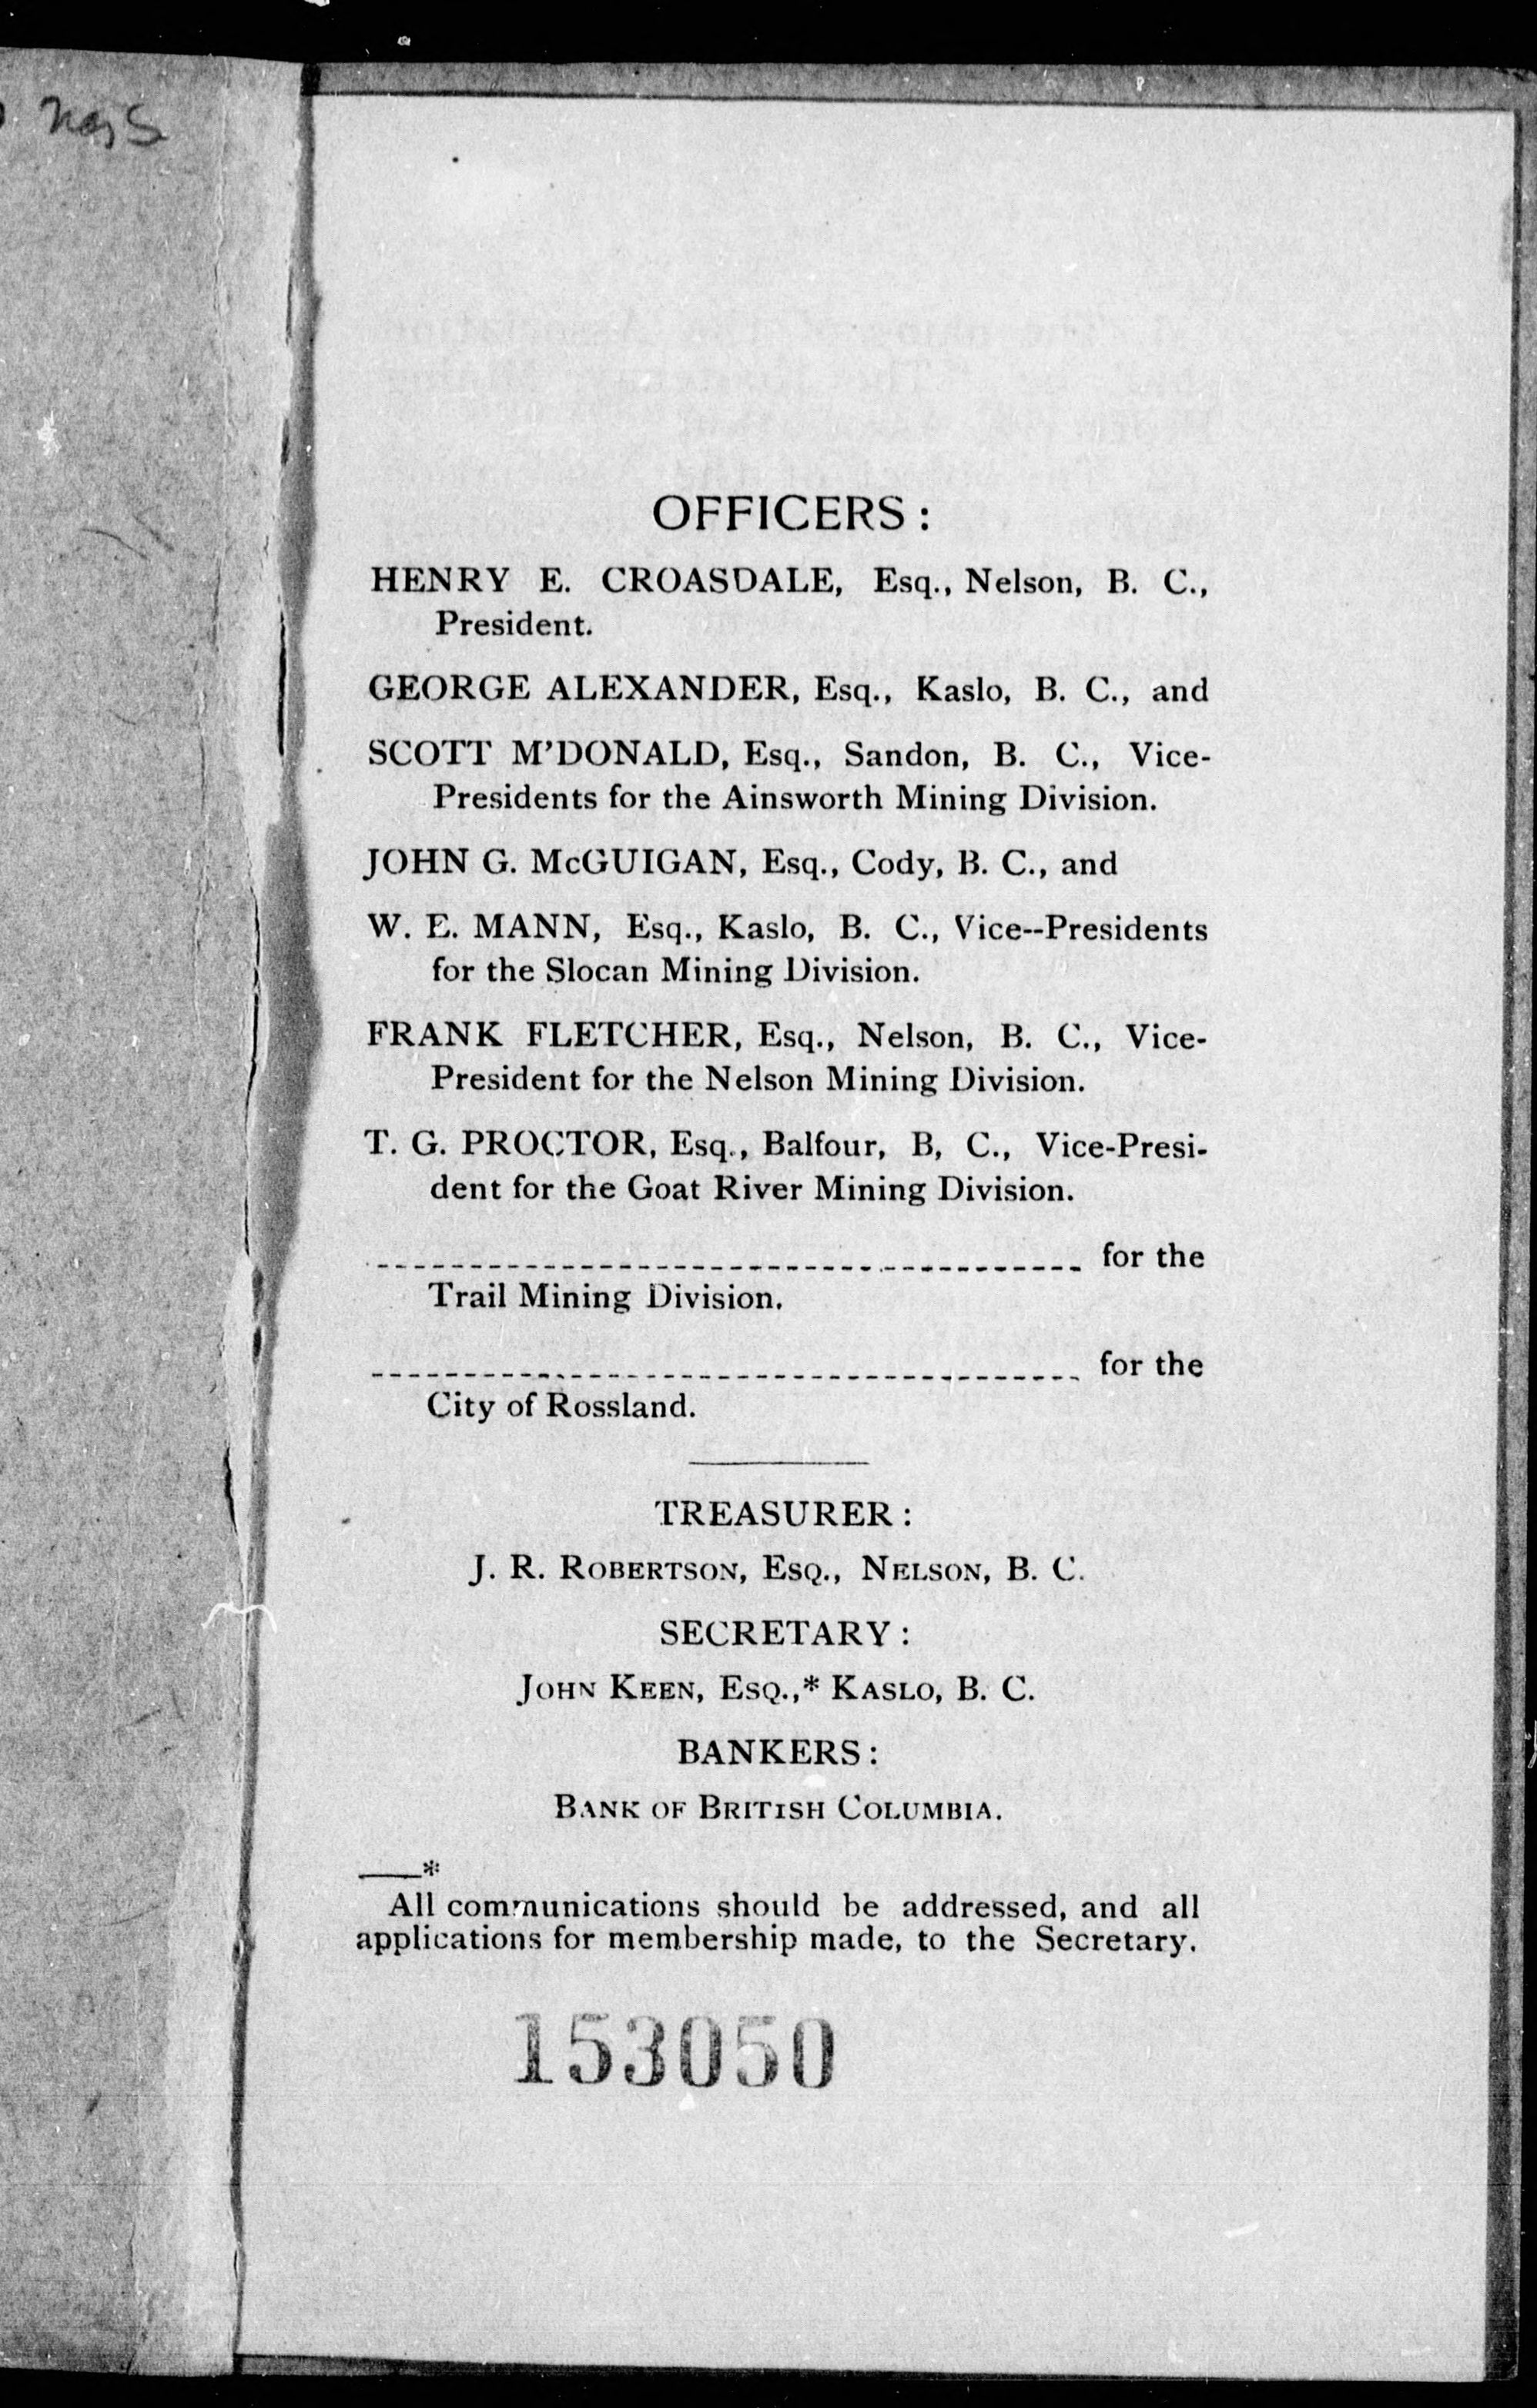 OFFICERS :
HENRY E. CROASDALE, Esq., Nelson, B. C.,
President.
GEORGE ALEXANDER, Esq., Kaslo, B. C., and
SCOTT M'DONALD, Esq., Sandon, B. C., Vice-
Presidents for the Ainsworth Mining Division.
JOHN G. McGUIGAN, Esq., Cody, B. C., and
W. E. MANN, Esq., Kaslo, B. C., Vice--Presidents
for the Slocan Mining Division.
FRANK FLETCHER, Esq., Nelson, B. C., Vice-
President for the Nelson Mining Division.
T. G. PROCTOR, Esq., Balfour, B, C., Vice-Presi-
dent for the Goat River Mining Division.
for the
Trail Mining Division.
for the
City of Rossland.
TREASURER :
J. R. ROBERTSON, ESQ., NELSON, B. C.
SECRETARY :
JOHN KEEN, ESQ.,* KASLO, B. C.
BANKERS :
BANK OF BRITISH COLUMBIA.
*
All communications should be addressed, and all
applications for membership made, to the Secretary.
153050